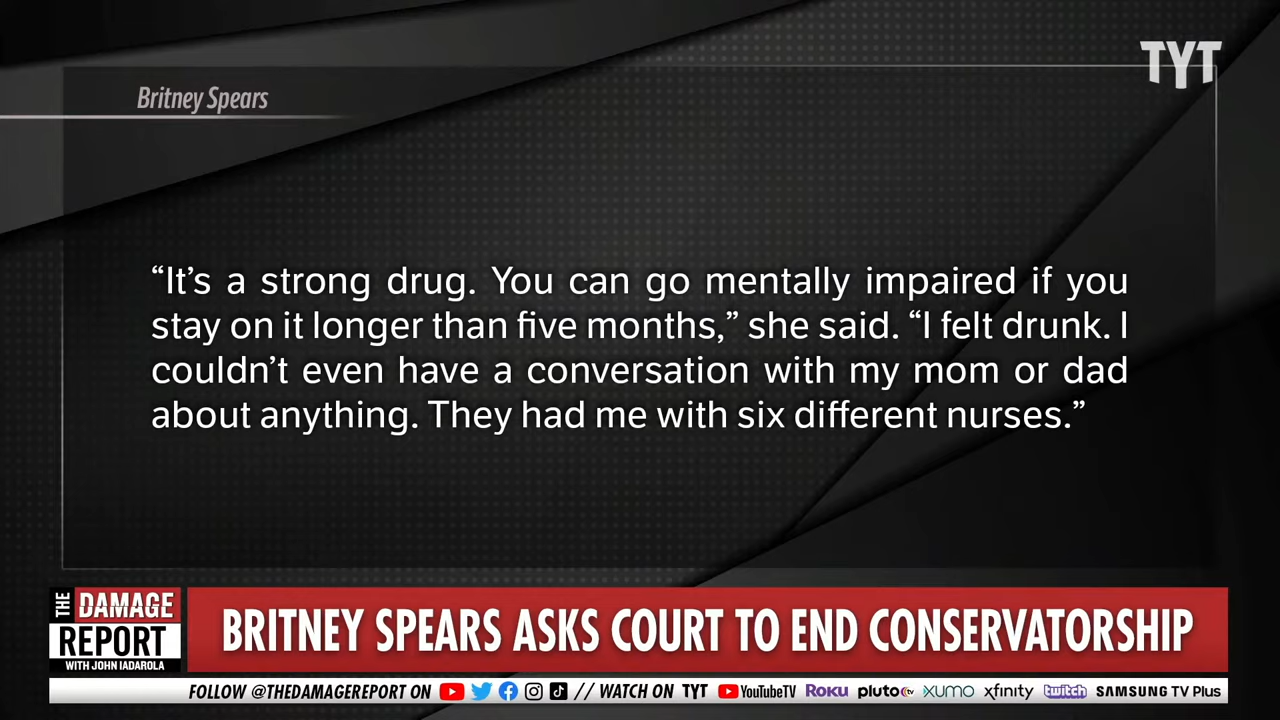 TYT
Britney Spears
“It’s a strong drug. You can go mentally impaired if you
stay on it longer than five months,” she said. “I felt drunk. I
couldn’t even have a conversation with my mom or dad
about anything. They had me with six different nurses.”
THE DAMAGE
REPORT
WITH JOHN IADAROLA
BRITNEY SPEARS ASKS COURT TO END CONSERVATORSHIP
FOLLOW @THEDAMAGEREPORT ON // WATCH ON TYT YouTubeTV Roku pluto tv xumo xfinity twitch SAMSUNG TV Plus